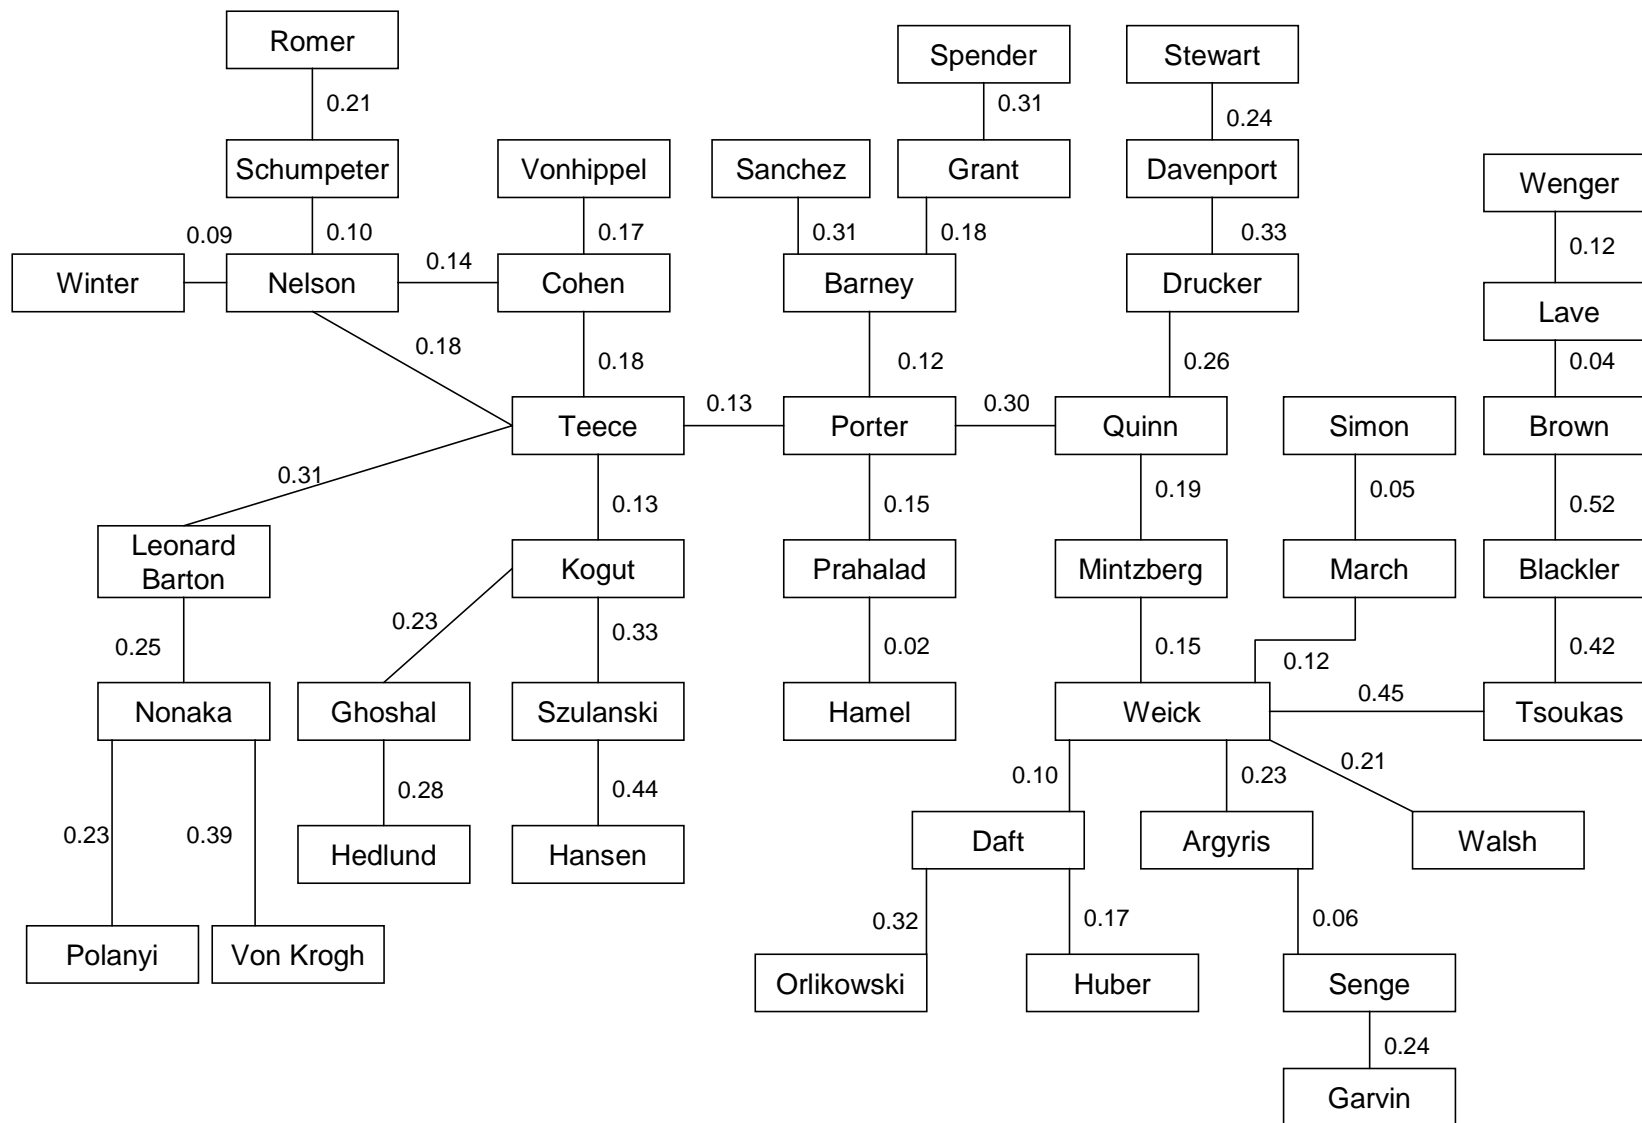 Romer
Spender
Stewart
0.21
0.31
0.24
Schumpeter
Vonhippel
Sanchez
Grant
Davenport
Wenger
0.09
0.10
0.17
0.31
0.18
0.33
0.12
0.14
Winter
Nelson
Cohen
Barney
Drucker
Lave
0.18
0.18
0.12
0.26
0.04
0.13
0.30
Teece
Porter
Quinn
Simon
Brown
0.31
0.13
0.15
0.19
0.05
0.52
Leonard
Barton
Kogut
Prahalad
Mintzberg
March
Blackler
0.25
0.23
0.33
0.02
0.15
0.12
0.42
0.45
Nonaka
Ghoshal
Szulanski
Hamel
Weick
Tsoukas
0.23
0.39
0.28
0.44
0.10
0.23
0.21
Hedlund
Hansen
Daft
Argyris
Walsh
0.32
0.17
0.06
Polanyi
Von Krogh
Orlikowski
Huber
Senge
0.24
Garvin